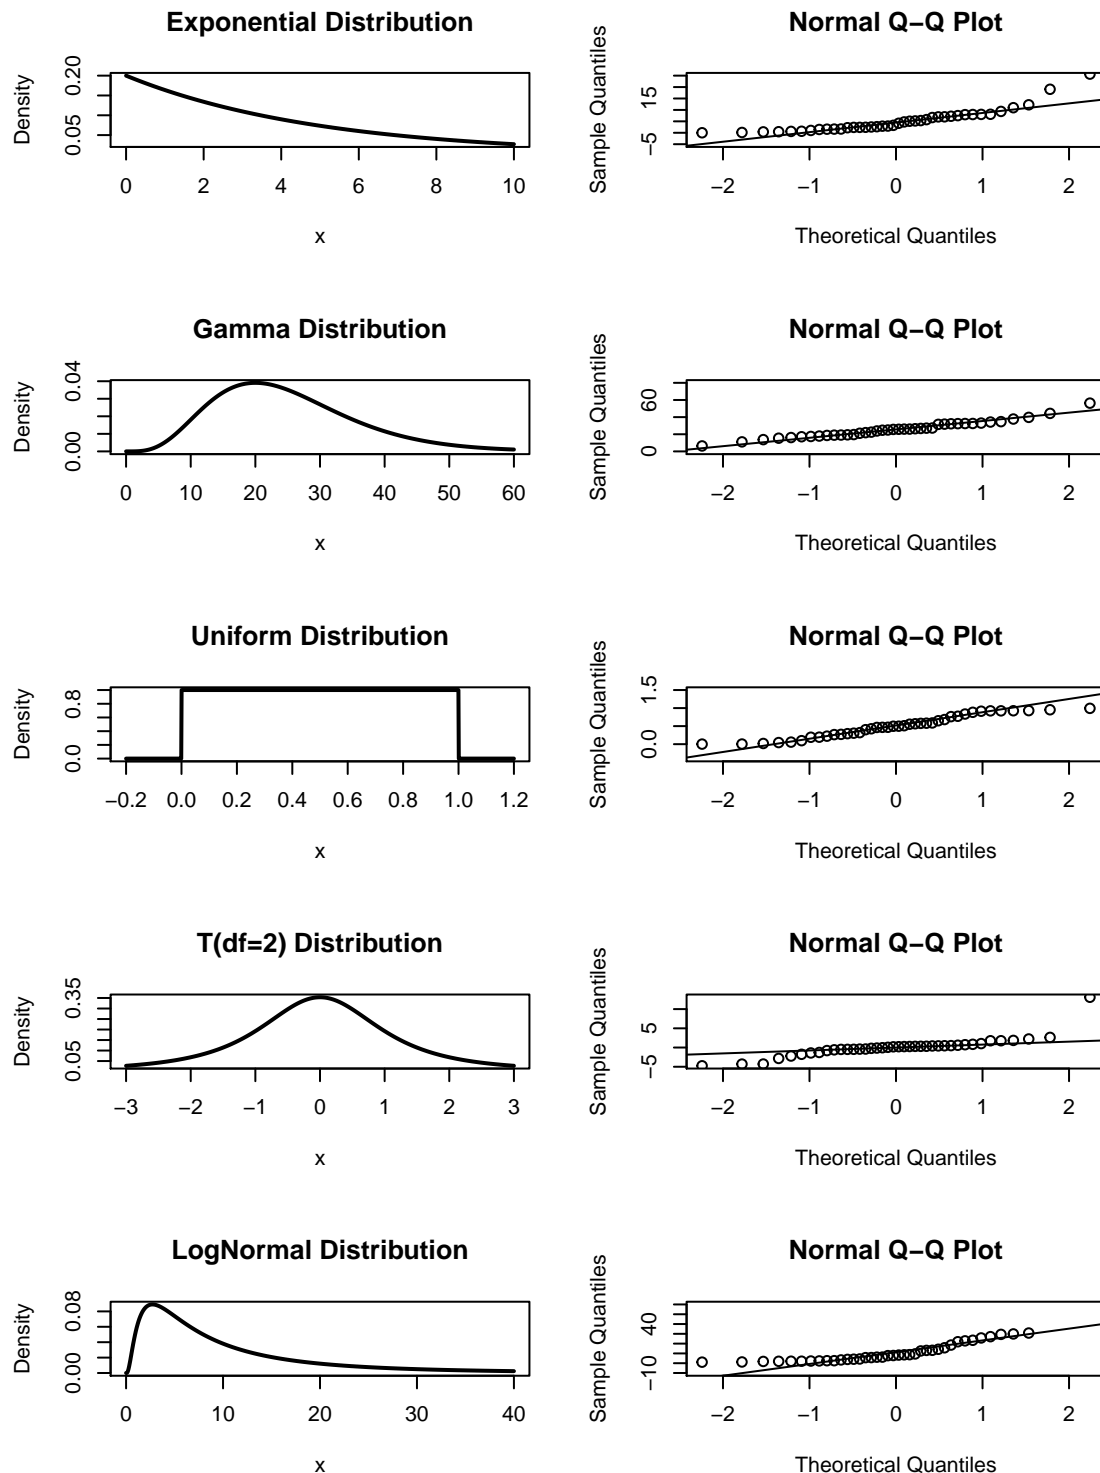 Exponential Distribution
Density
0.20
0.05
0 2 4 6 8 10
x
Normal Q−Q Plot
Sample Quantiles
15
−5
−2 −1 0 1 2
Theoretical Quantiles
Gamma Distribution
Density
0.04
0.00
0 10 20 30 40 50 60
x
Normal Q−Q Plot
Sample Quantiles
60
0
−2 −1 0 1 2
Theoretical Quantiles
Uniform Distribution
Density
0.8
0.0
−0.2 0.0 0.2 0.4 0.6 0.8 1.0 1.2
x
Normal Q−Q Plot
Sample Quantiles
1.5
0.0
−2 −1 0 1 2
Theoretical Quantiles
T(df=2) Distribution
Density
0.35
0.05
−3 −2 −1 0 1 2 3
x
Normal Q−Q Plot
Sample Quantiles
5
−5
−2 −1 0 1 2
Theoretical Quantiles
LogNormal Distribution
Density
0.08
0.00
0 10 20 30 40
x
Normal Q−Q Plot
Sample Quantiles
40
−10
−2 −1 0 1 2
Theoretical Quantiles